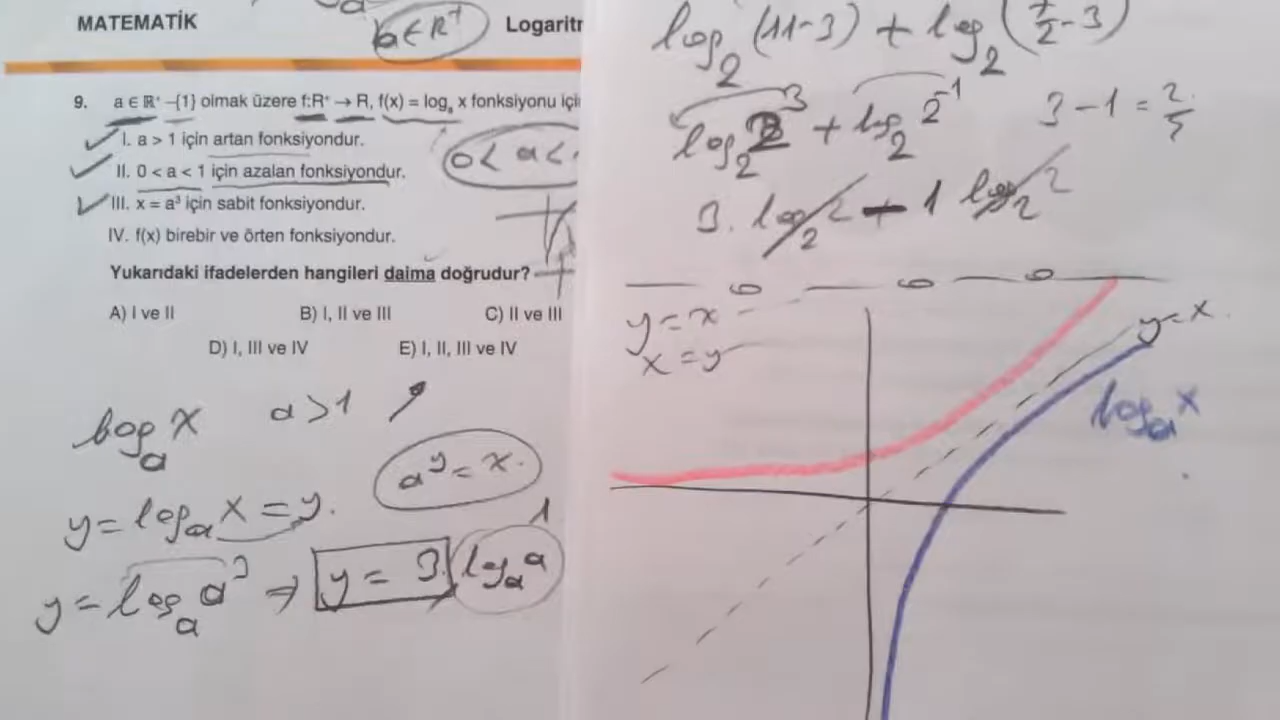 MATEMATİK
a ∈ R⁺
Logaritr
9. a ∈ ℝ⁺ –{1} olmak üzere f:R⁺ → R, f(x) = logₐ x fonksiyonu içi
I. a > 1 için artan fonksiyondur.
0 < a <
II. 0 < a < 1 için azalan fonksiyondur.
III. x = a³ için sabit fonksiyondur.
IV. f(x) birebir ve örten fonksiyondur.
Yukarıdaki ifadelerden hangileri daima doğrudur?
A) I ve II B) I, II ve III C) II ve III
D) I, III ve IV E) I, II, III ve IV
logₐ x a > 1
aʸ = x.
y = logₐ x = y.
y = logₐ a³ ⇒ y = 3. logₐ a 1
log₂ (11-3) + log₂ (7/2 - 3)
log₂ 2³ + log₂ 2⁻¹ 3 - 1 = 2
3. log₂ 2 - 1 log₂ 2
y = x
x = y
y = x.
logₐ x